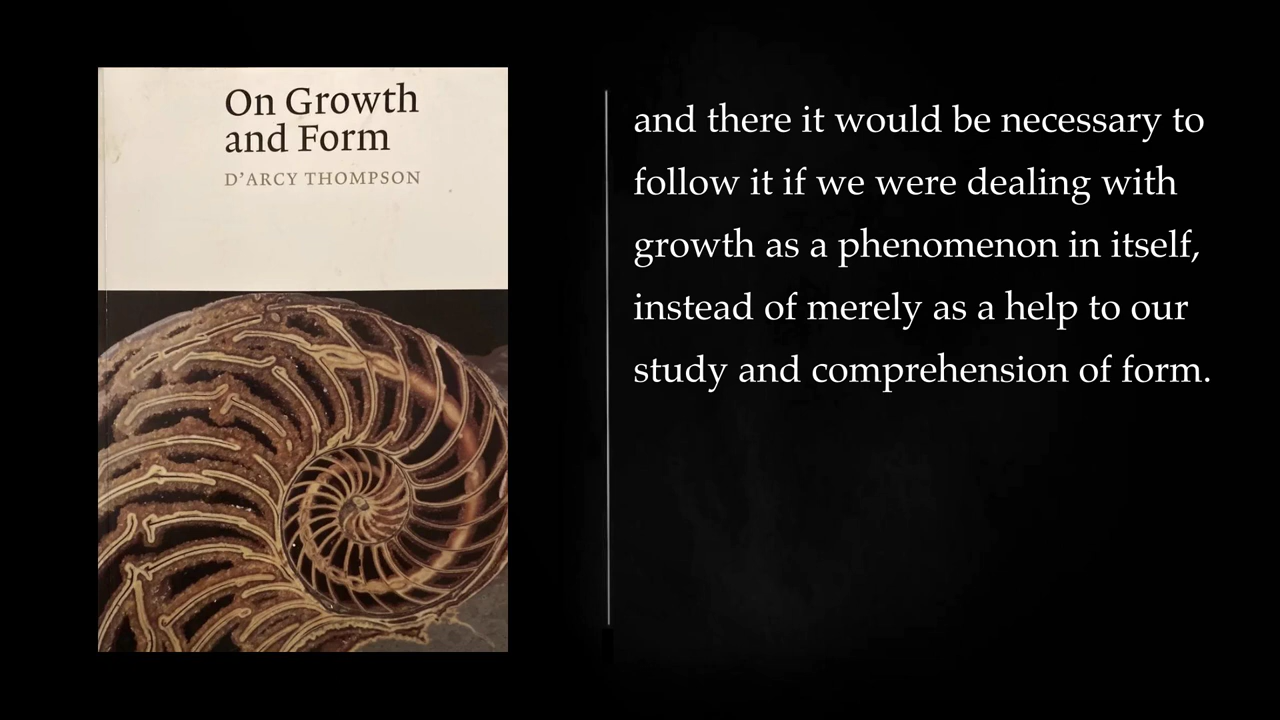 On Growth
and Form
D'ARCY THOMPSON
and there it would be necessary to
follow it if we were dealing with
growth as a phenomenon in itself,
instead of merely as a help to our
study and comprehension of form.